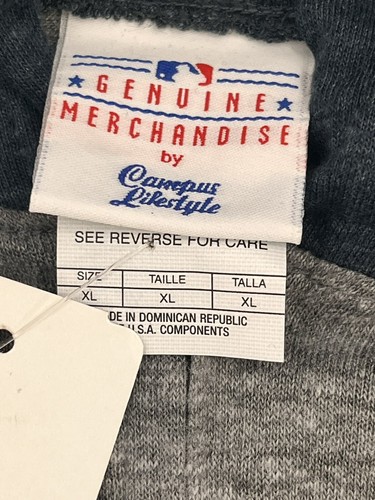 GENUINE
MERCHANDISE
by
Campus
Lifestyle
SEE REVERSE FOR CARE
SIZE TAILLE TALLA
XL XL XL
DE IN DOMINICAN REPUBLIC
U.S.A. COMPONENTS